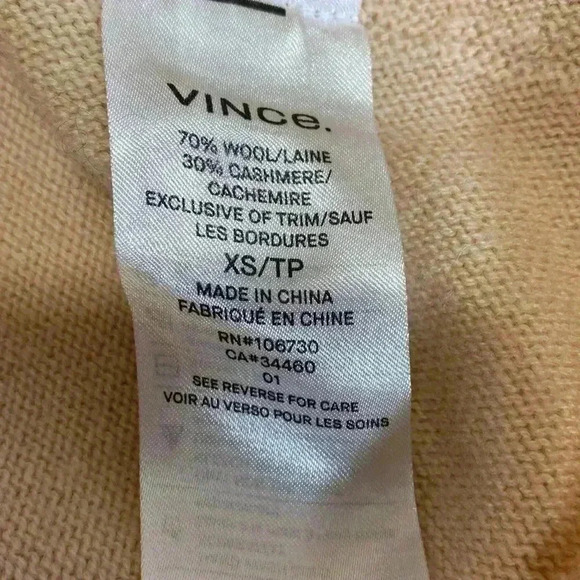 VINCE.
70% WOOL/LAINE
30% CASHMERE/
CACHEMIRE
EXCLUSIVE OF TRIM/SAUF
LES BORDURES
XS/TP
MADE IN CHINA
FABRIQUÉ EN CHINE
RN#106730
CA#34460
01
SEE REVERSE FOR CARE
VOIR AU VERSO POUR LES SOINS